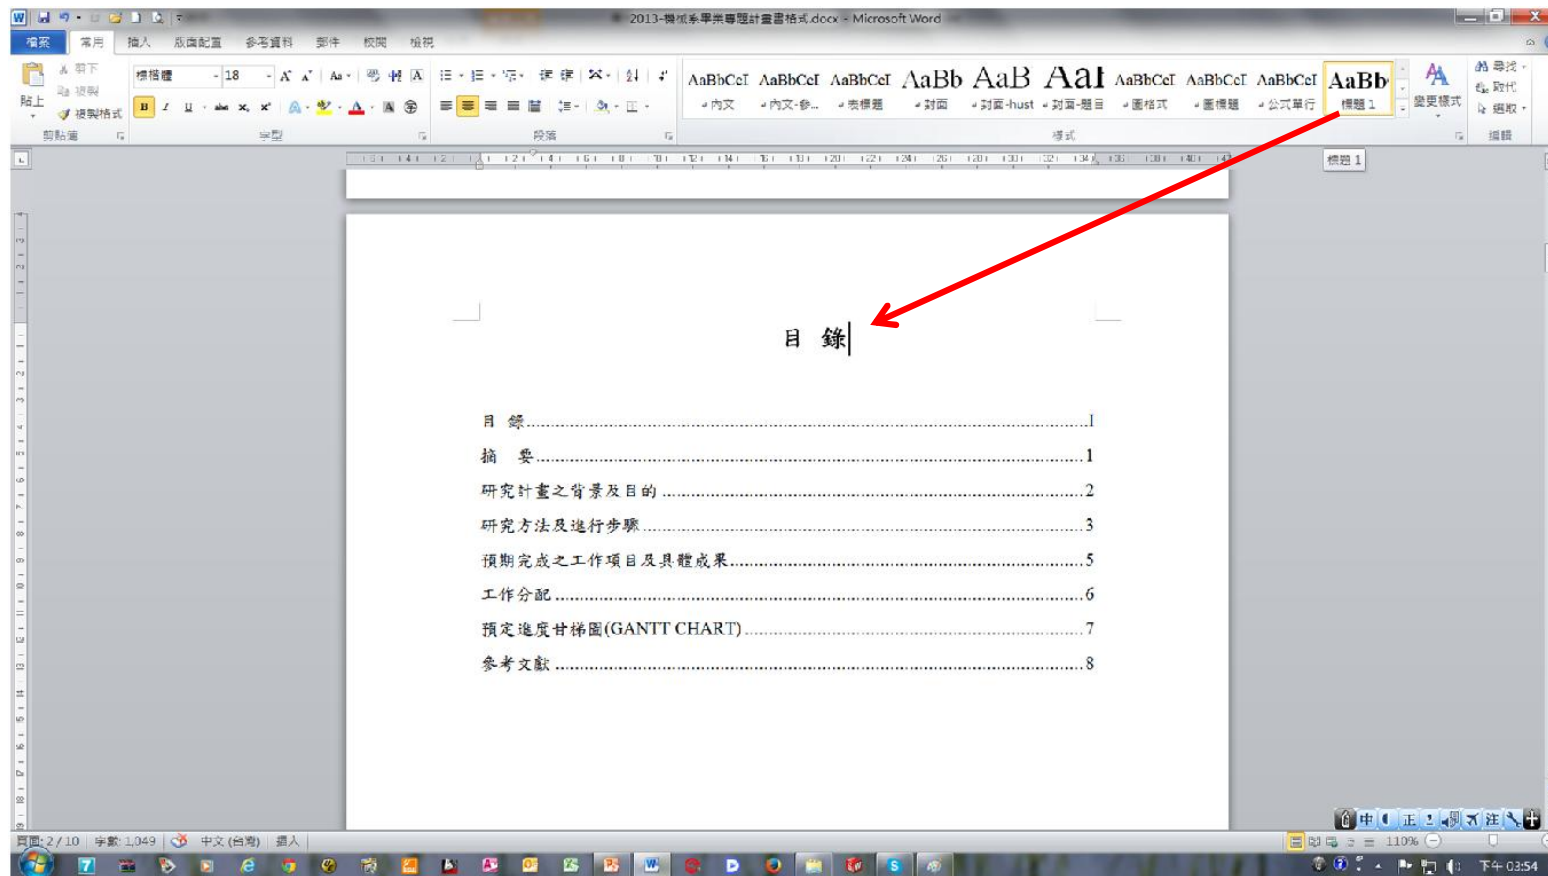 2013-機械系畢業專題計畫書格式.docx - Microsoft Word
檔案 常用 插入 版面配置 參考資料 郵件 校閱 檢視
剪下
複製
貼上
複製格式
剪貼簿
標楷體 18
字型
段落
AaBbCcI AaBbCcI AaBbCcI AaBb AaB AaI AaBbCcI AaBbCcI AaBbCcI AaBb
內文 內文-參... 表標題 封面 封面-hust 封面-題目 圖格式 圖標題 公式單行 標題 1
變更樣式
樣式
尋找
取代
選取
編輯
標題 1
目 錄
目 錄.....I
摘 要.....1
研究計畫之背景及目的.....2
研究方法及進行步驟.....3
預期完成之工作項目及具體成果.....5
工作分配.....6
預定進度甘梯圖(GANTT CHART).....7
參考文獻.....8
中 正 注
頁面: 2 / 10 字數: 1,049 中文 (台灣) 插入
110%
下午 03:54